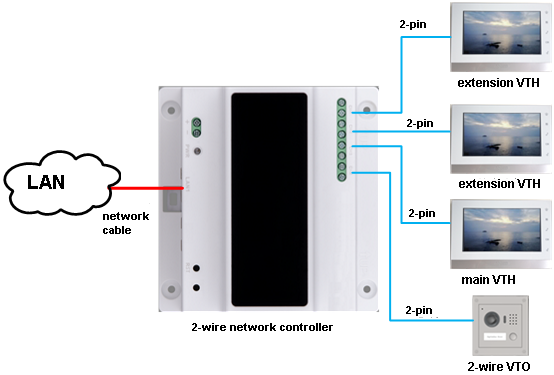 2-pin
extension VTH
2-pin
extension VTH
LAN
network
cable
2-pin
main VTH
2-pin
2-wire network controller
2-wire VTO